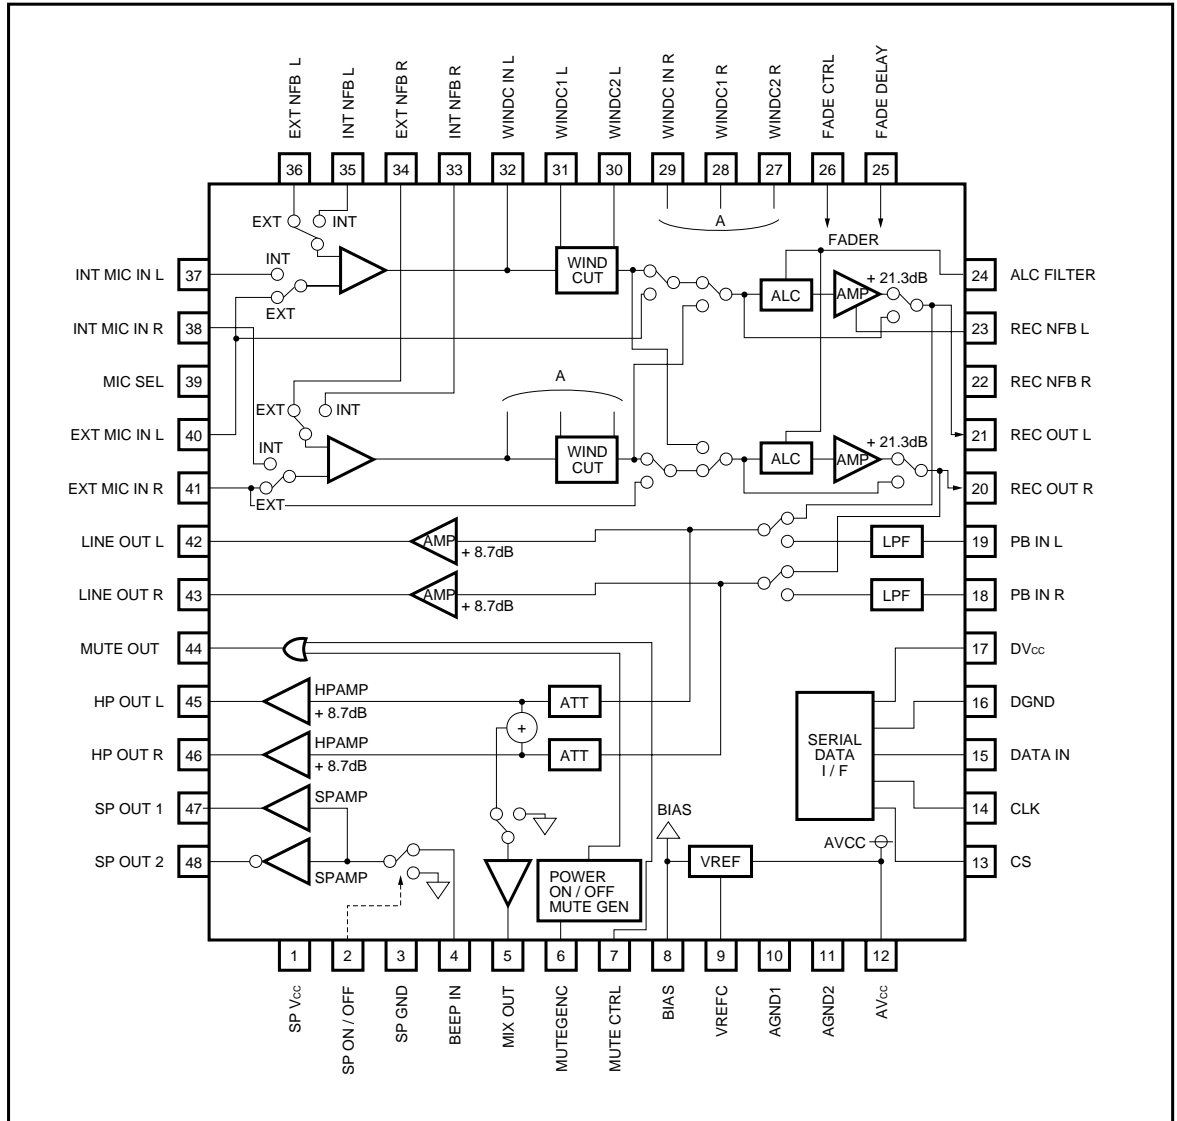 EXT NFB L
INT NFB L
EXT NFB R
INT NFB R
WINDC IN L
WINDC1 L
WINDC2 L
WINDC IN R
WINDC1 R
WINDC2 R
FADE CTRL
FADE DELAY
36
35
34
33
32
31
30
29
28
27
26
25
EXT
INT
A
FADER
INT MIC IN L
37
INT
EXT
WIND
CUT
ALC
AMP
+ 21.3dB
24
ALC FILTER
INT MIC IN R
38
23
REC NFB L
MIC SEL
39
A
22
REC NFB R
EXT
INT
EXT MIC IN L
40
INT
WIND
CUT
ALC
AMP
+ 21.3dB
21
REC OUT L
EXT MIC IN R
41
EXT
20
REC OUT R
LINE OUT L
42
AMP
+ 8.7dB
LPF
19
PB IN L
LINE OUT R
43
AMP
+ 8.7dB
LPF
18
PB IN R
MUTE OUT
44
17
DVCC
HP OUT L
45
HPAMP
+ 8.7dB
ATT
16
DGND
+
HP OUT R
46
HPAMP
+ 8.7dB
ATT
SERIAL
DATA
I / F
15
DATA IN
SP OUT 1
47
SPAMP
BIAS
14
CLK
SP OUT 2
48
SPAMP
POWER
ON / OFF
MUTE GEN
VREF
AVCC
13
CS
1
2
3
4
5
6
7
8
9
10
11
12
SP VCC
SP ON / OFF
SP GND
BEEP IN
MIX OUT
MUTEGENC
MUTE CTRL
BIAS
VREFC
AGND1
AGND2
AVCC